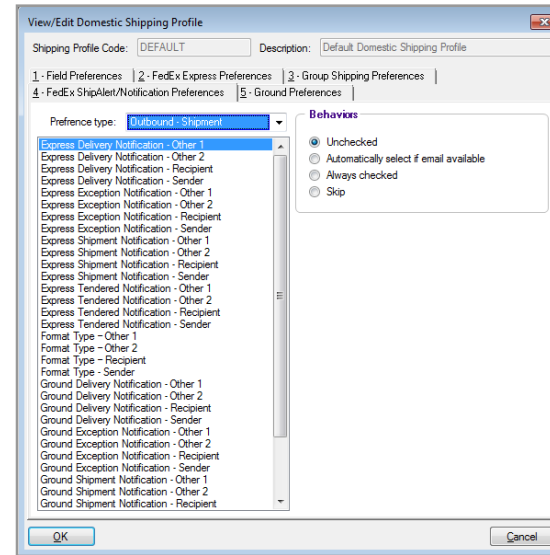 View/Edit Domestic Shipping Profile
Shipping Profile Code: DEFAULT Description: Default Domestic Shipping Profile
1 - Field Preferences 2 - FedEx Express Preferences 3 - Group Shipping Preferences
4 - FedEx ShipAlert/Notification Preferences 5 - Ground Preferences
Prefrence type: Outbound - Shipment
Behaviors
Express Delivery Notification - Other 1
Express Delivery Notification - Other 2
Express Delivery Notification - Recipient
Express Delivery Notification - Sender
Express Exception Notification - Other 1
Express Exception Notification - Other 2
Express Exception Notification - Recipient
Express Exception Notification - Sender
Express Shipment Notification - Other 1
Express Shipment Notification - Other 2
Express Shipment Notification - Recipient
Express Shipment Notification - Sender
Express Tendered Notification - Other 1
Express Tendered Notification - Other 2
Express Tendered Notification - Recipient
Express Tendered Notification - Sender
Format Type – Other 1
Format Type – Other 2
Format Type – Recipient
Format Type - Sender
Ground Delivery Notification - Other 1
Ground Delivery Notification - Other 2
Ground Delivery Notification - Recipient
Ground Delivery Notification - Sender
Ground Exception Notification - Other 1
Ground Exception Notification - Other 2
Ground Exception Notification - Recipient
Ground Exception Notification - Sender
Ground Shipment Notification - Other 1
Ground Shipment Notification - Other 2
Ground Shipment Notification - Recipient
Unchecked
Automatically select if email available
Always checked
Skip
OK
Cancel